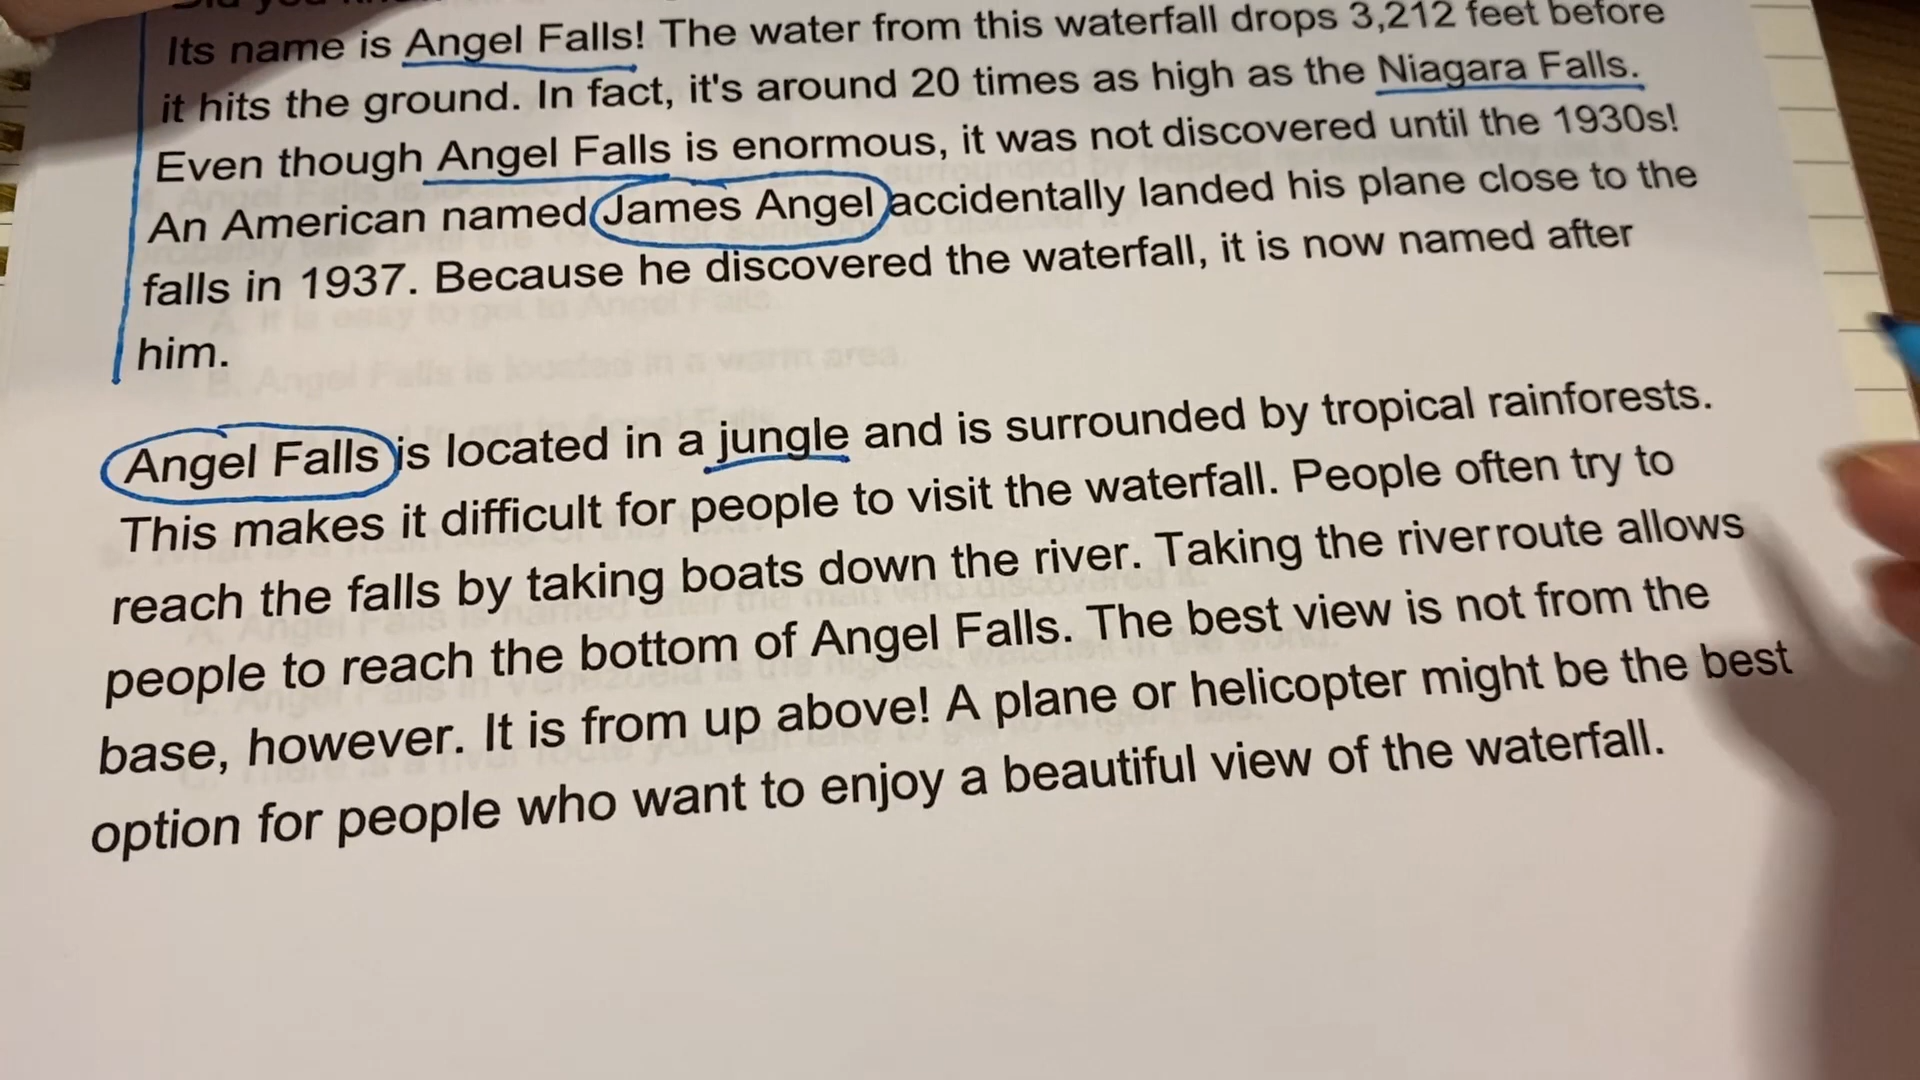 Its name is Angel Falls! The water from this waterfall drops 3,212 feet before
it hits the ground. In fact, it's around 20 times as high as the Niagara Falls.
Even though Angel Falls is enormous, it was not discovered until the 1930s!
An American named James Angel accidentally landed his plane close to the
falls in 1937. Because he discovered the waterfall, it is now named after
him.
Angel Falls is located in a jungle and is surrounded by tropical rainforests.
This makes it difficult for people to visit the waterfall. People often try to
reach the falls by taking boats down the river. Taking the river route allows
people to reach the bottom of Angel Falls. The best view is not from the
base, however. It is from up above! A plane or helicopter might be the best
option for people who want to enjoy a beautiful view of the waterfall.